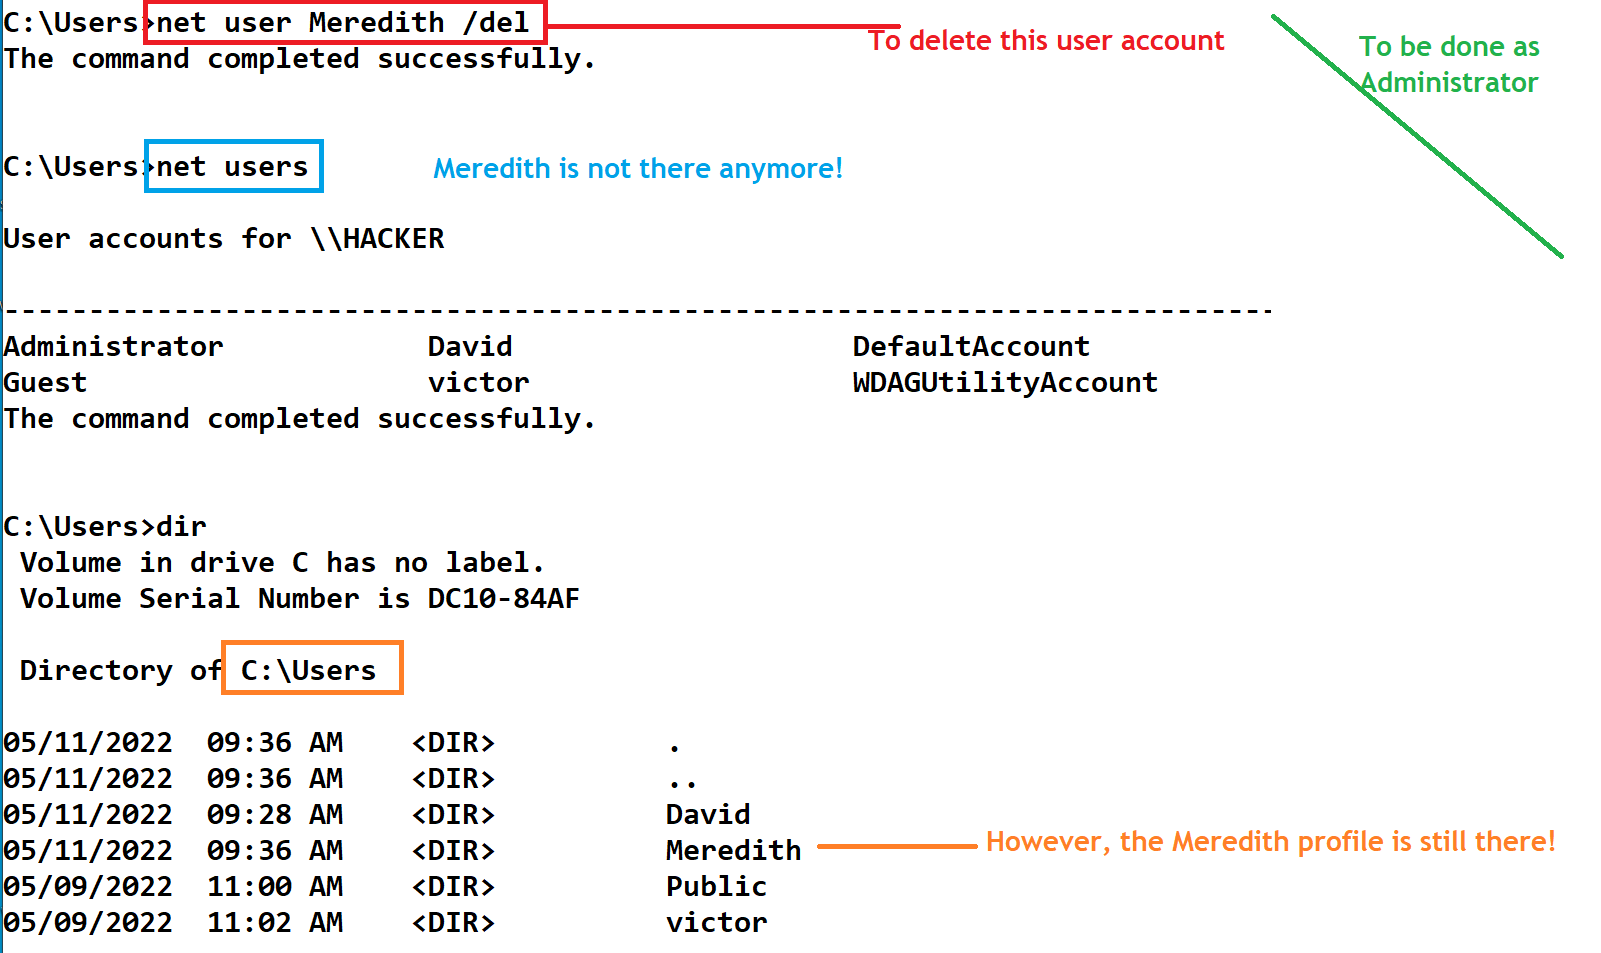 C:\Users>net user Meredith /del
To delete this user account
To be done as
Administrator
The command completed successfully.
C:\Users>net users
Meredith is not there anymore!
User accounts for \\HACKER
-------------------------------------------------------------------------------
Administrator            David                    DefaultAccount
Guest                    victor                   WDAGUtilityAccount
The command completed successfully.
C:\Users>dir
Volume in drive C has no label.
Volume Serial Number is DC10-84AF
Directory of C:\Users
05/11/2022  09:36 AM    <DIR>          .
05/11/2022  09:36 AM    <DIR>          ..
05/11/2022  09:28 AM    <DIR>          David
05/11/2022  09:36 AM    <DIR>          Meredith
However, the Meredith profile is still there!
05/09/2022  11:00 AM    <DIR>          Public
05/09/2022  11:02 AM    <DIR>          victor